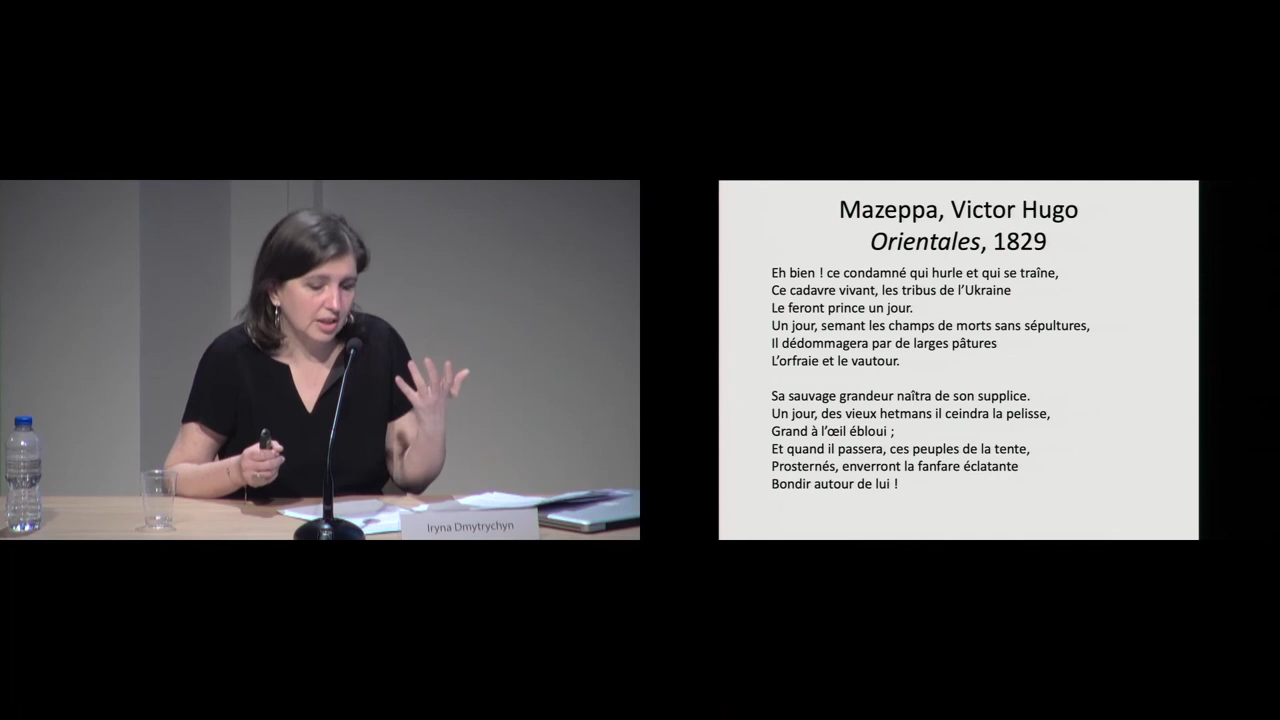 Iryna Dmytrychyn
Mazeppa, Victor Hugo
Orientales, 1829
Eh bien ! ce condamné qui hurle et qui se traîne,
Ce cadavre vivant, les tribus de l’Ukraine
Le feront prince un jour.
Un jour, semant les champs de morts sans sépultures,
Il dédommagera par de larges pâtures
L’orfraie et le vautour.
Sa sauvage grandeur naîtra de son supplice.
Un jour, des vieux hetmans il ceindra la pelisse,
Grand à l’œil ébloui ;
Et quand il passera, ces peuples de la tente,
Prosternés, enverront la fanfare éclatante
Bondir autour de lui !